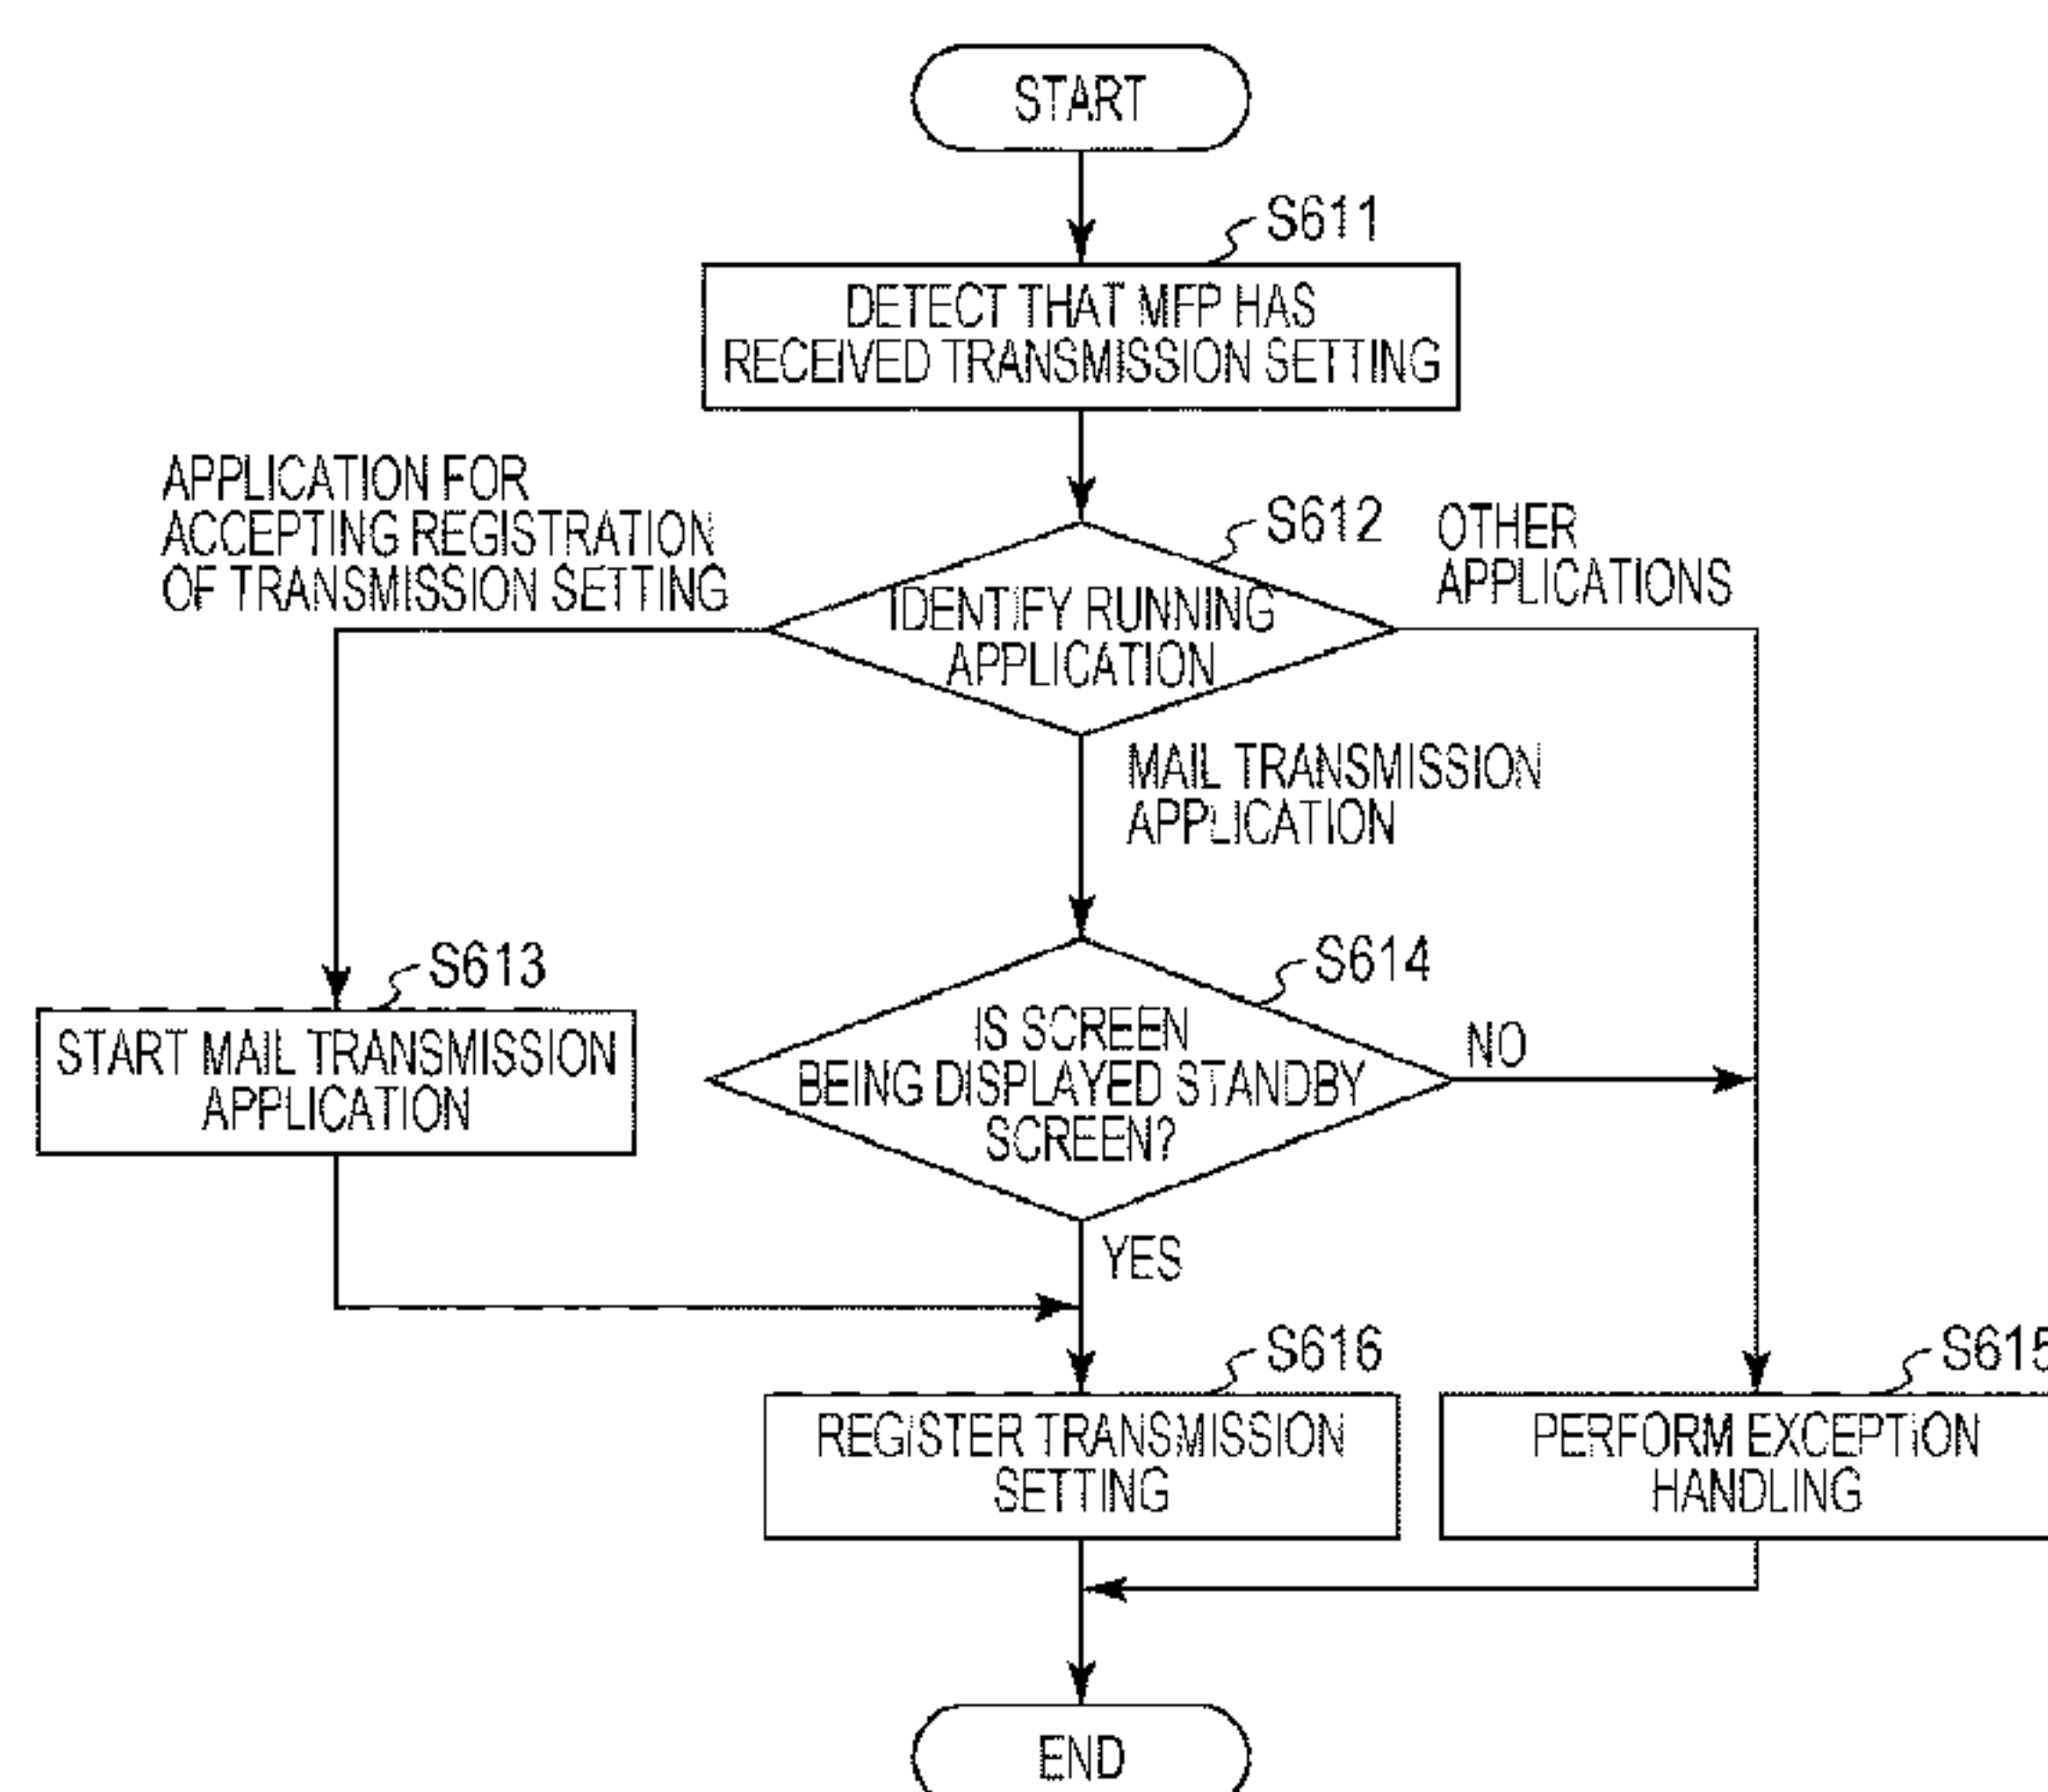 START
S611
DETECT THAT MFP HAS
RECEIVED TRANSMISSION SETTING
APPLICATION FOR
ACCEPTING REGISTRATION
OF TRANSMISSION SETTING
S612
OTHER
APPLICATIONS
IDENTIFY RUNNING
APPLICATION
MAIL TRANSMISSION
APPLICATION
S613
START MAIL TRANSMISSION
APPLICATION
S614
IS SCREEN
BEING DISPLAYED STANDBY
SCREEN?
NO
YES
S616
REGISTER TRANSMISSION
SETTING
S615
PERFORM EXCEPTION
HANDLING
END